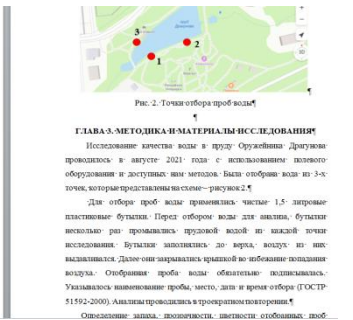 3
2
1
Рис. 2. Точки отбора проб воды¶
¶
ГЛАВА 3. МЕТОДИКА И МАТЕРИАЛЫ ИССЛЕДОВАНИЯ¶
Исследование качества воды в пруду Оружейника Драгунова
проводилось в августе 2021 года с использованием полевого
оборудования и доступных нам методов. Была отобрана вода из 3-х
точек, которые представлены на схеме – рисунок 2.¶
Для отбора проб воды применялись чистые 1,5 литровые
пластиковые бутылки. Перед отбором воды для анализа, бутылки
несколько раз промывались прудовой водой из каждой точки
исследования. Бутылки заполнялись до верха, воздух из них
выдавливался. Далее они закрывались крышкой во избежание попадания
воздуха. Отобранная проба воды обязательно подписывалась.
Указывалось наименование пробы, место, дата и время отбора (ГОСТ Р
51592-2000). Анализы проводились в троекратном повторении.¶
Определение запаха, прозрачности, цветности отобранных проб